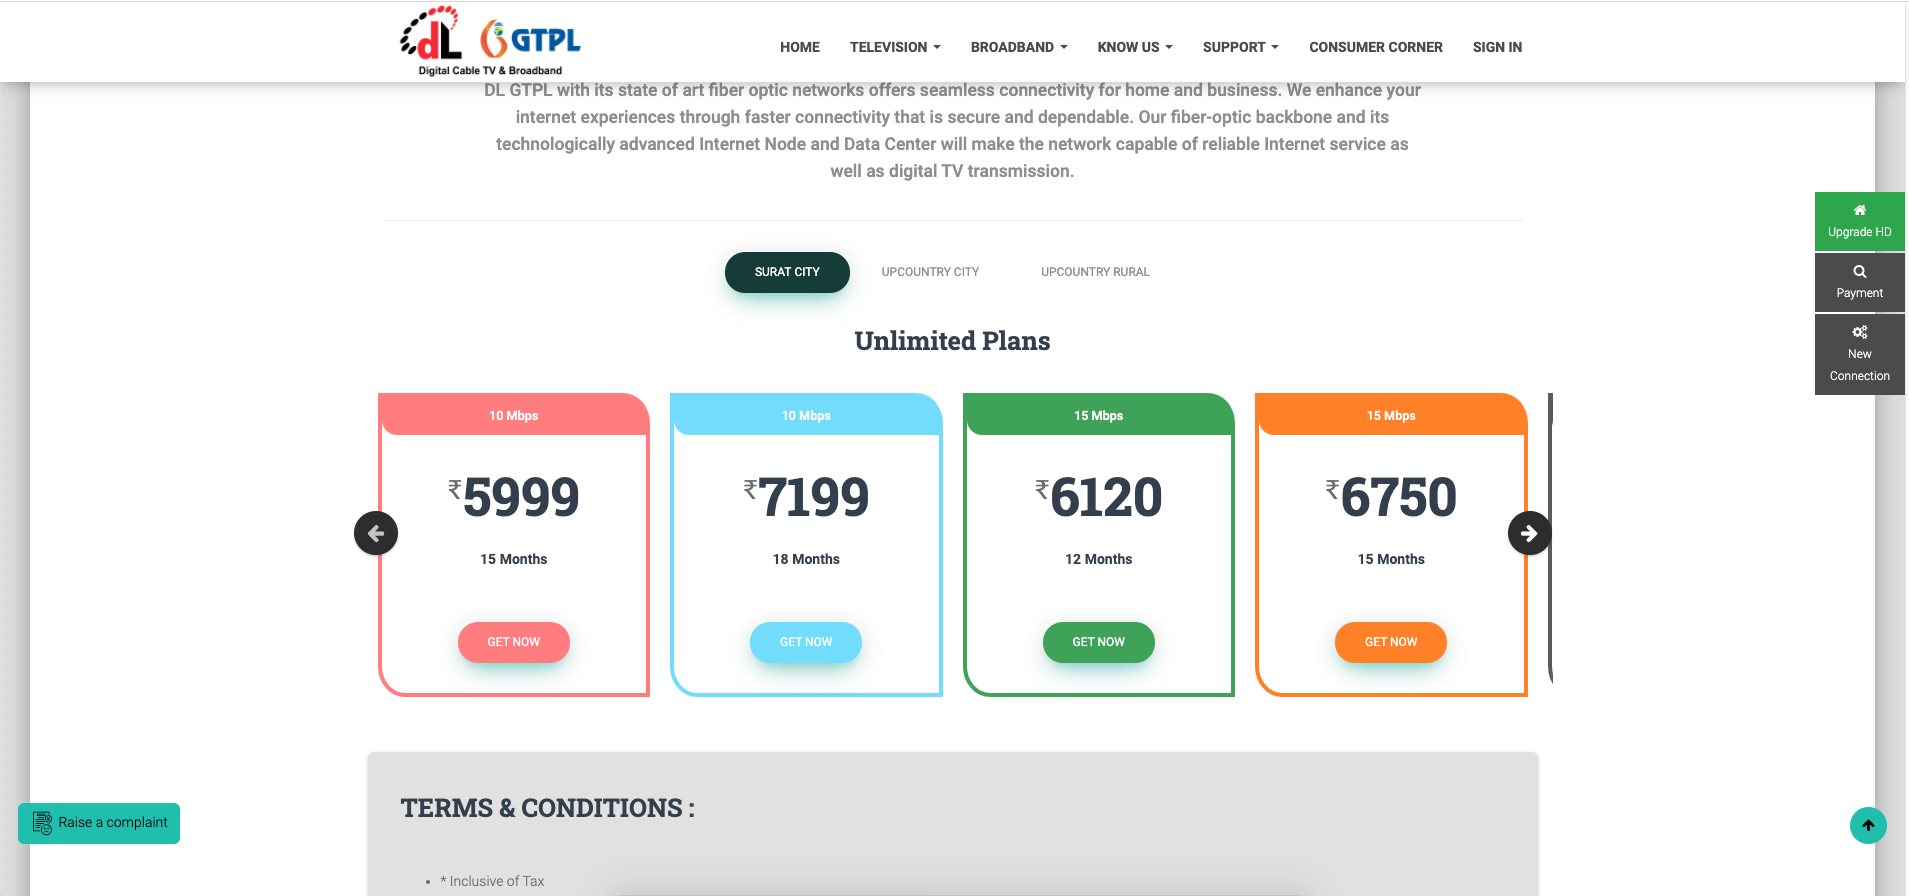 dL GTPL
Digital Cable TV & Broadband
HOME TELEVISION BROADBAND KNOW US SUPPORT CONSUMER CORNER SIGN IN
DL GTPL with its state of art fiber optic networks offers seamless connectivity for home and business. We enhance your
internet experiences through faster connectivity that is secure and dependable. Our fiber-optic backbone and its
technologically advanced Internet Node and Data Center will make the network capable of reliable Internet service as
well as digital TV transmission.
Upgrade HD
Payment
New
Connection
SURAT CITY UPCOUNTRY CITY UPCOUNTRY RURAL
Unlimited Plans
10 Mbps
₹5999
15 Months
GET NOW
10 Mbps
₹7199
18 Months
GET NOW
15 Mbps
₹6120
12 Months
GET NOW
15 Mbps
₹6750
15 Months
GET NOW
TERMS & CONDITIONS :
• * Inclusive of Tax
Raise a complaint